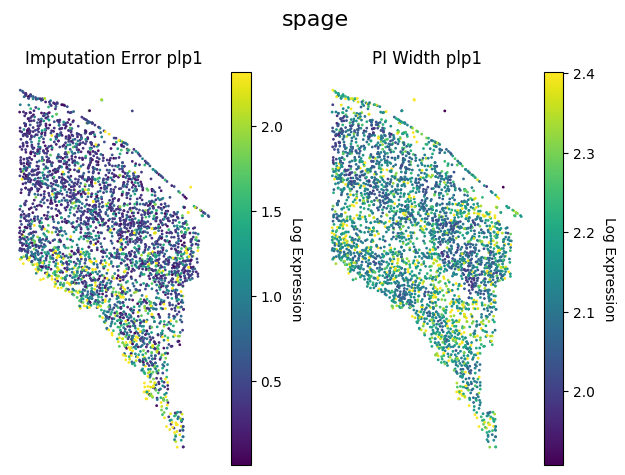 spage
Imputation Error plp1
PI Width plp1
2.0
1.5
1.0
0.5
Log Expression
2.4
2.3
2.2
2.1
2.0
Log Expression